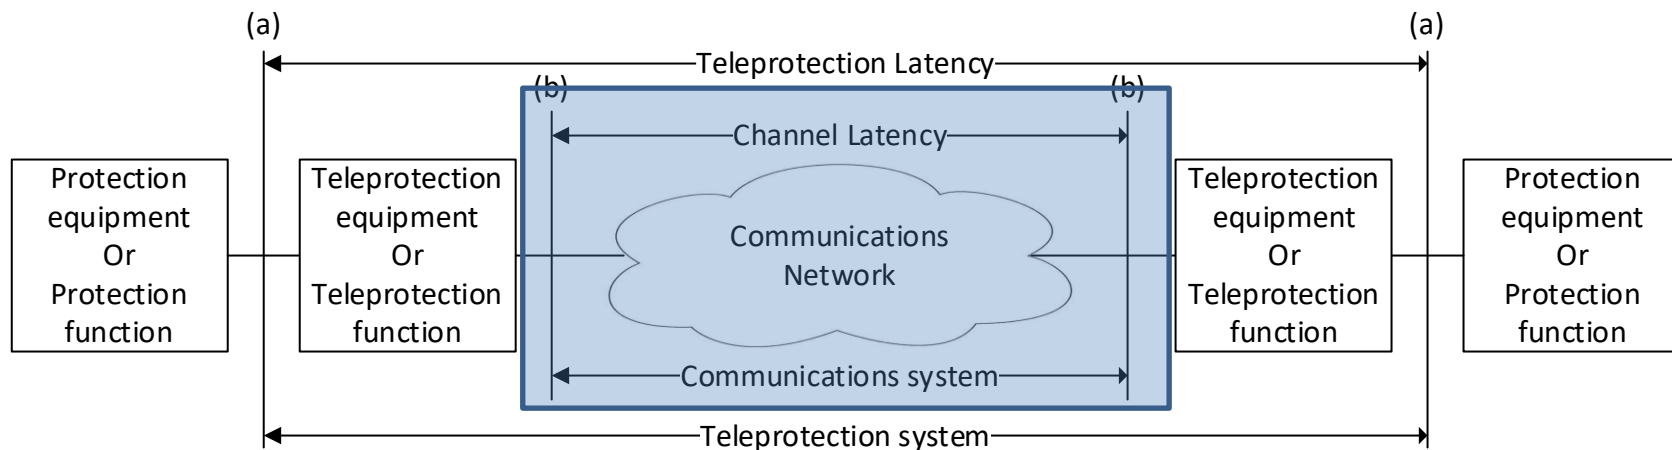 (a)
(a)
Teleprotection Latency
(b)
(b)
Channel Latency
Protection
equipment
Or
Protection
function
Teleprotection
equipment
Or
Teleprotection
function
Communications
Network
Teleprotection
equipment
Or
Teleprotection
function
Protection
equipment
Or
Protection
function
Communications system
Teleprotection system